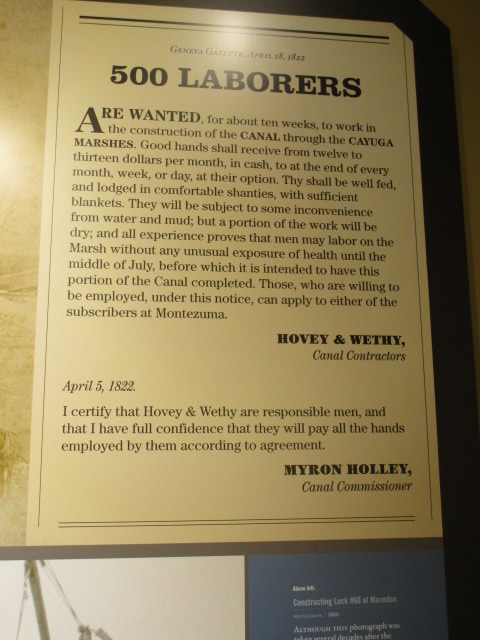 GENEVA GAZETTE, APRIL 18, 1822
500 LABORERS
ARE WANTED, for about ten weeks, to work in
the construction of the CANAL through the CAYUGA
MARSHES. Good hands shall receive from twelve to
thirteen dollars per month, in cash, to at the end of every
month, week, or day, at their option. Thy shall be well fed,
and lodged in comfortable shanties, with sufficient
blankets. They will be subject to some inconvenience
from water and mud; but a portion of the work will be
dry; and all experience proves that men may labor on the
Marsh without any unusual exposure of health until the
middle of July, before which it is intended to have this
portion of the Canal completed. Those, who are willing to
be employed, under this notice, can apply to either of the
subscribers at Montezuma.
HOVEY & WETHY,
Canal Contractors
April 5, 1822.
I certify that Hovey & Wethy are responsible men, and
that I have full confidence that they will pay all the hands
employed by them according to agreement.
MYRON HOLLEY,
Canal Commissioner
Above left:
Constructing Lock #60 at Macedon
ALTHOUGH THIS photograph was
taken several decades after the